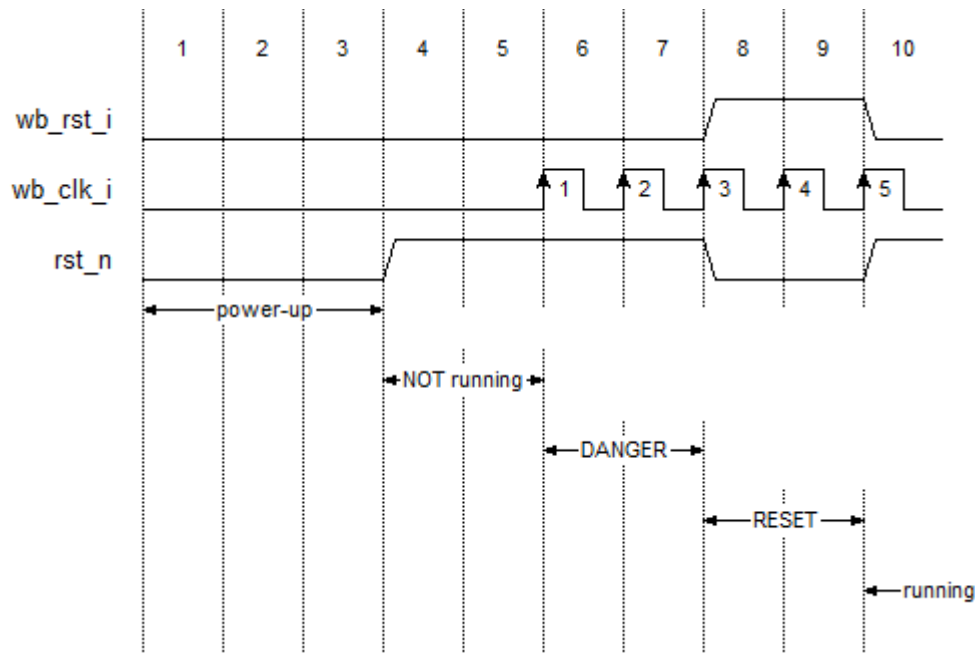 1 2 3 4 5 6 7 8 9 10
wb_rst_i
wb_clk_i 1 2 3 4 5
rst_n
power-up
NOT running
DANGER
RESET
running